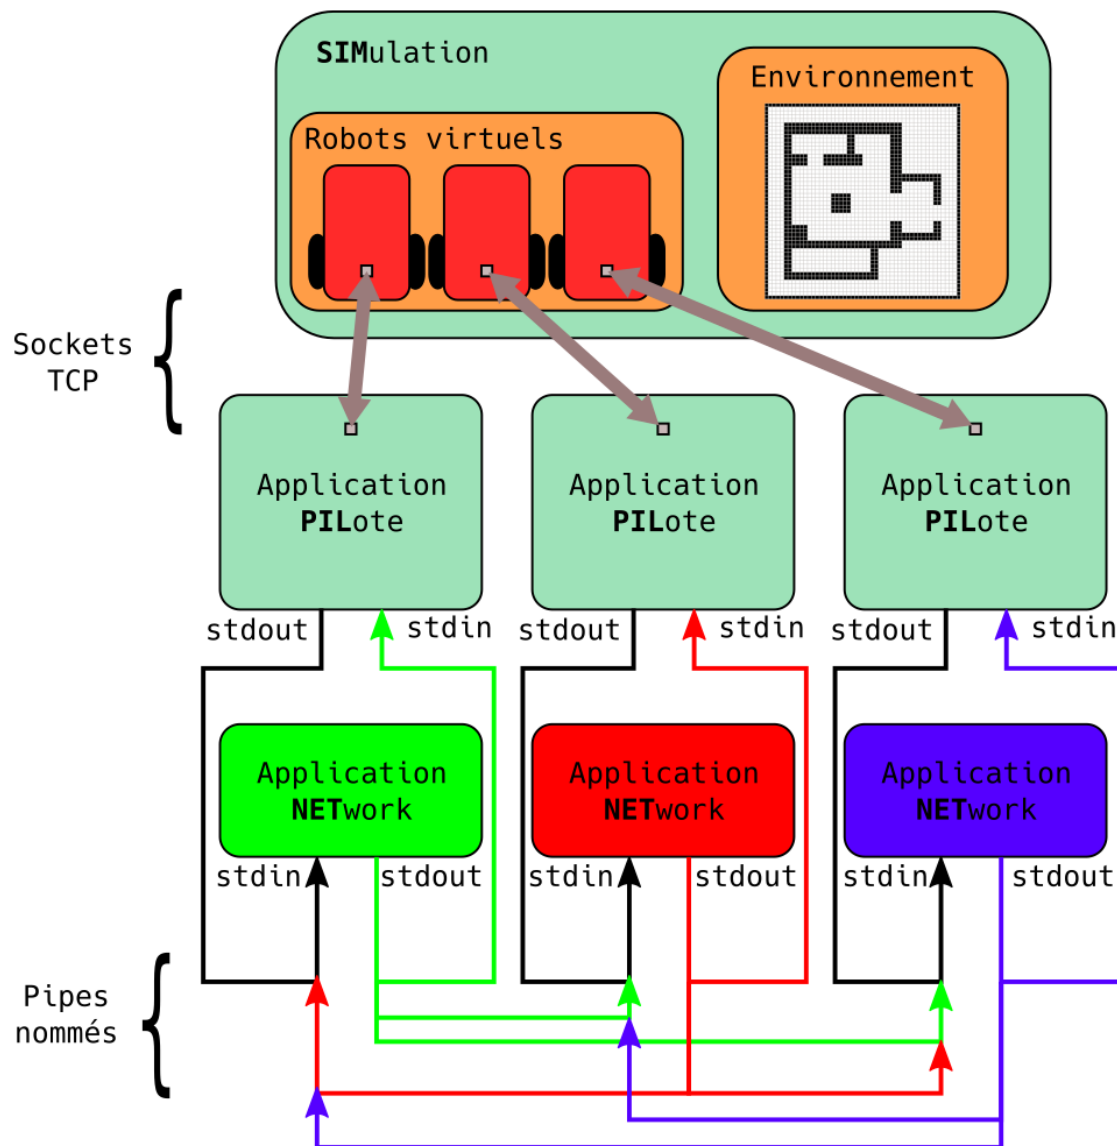 SIMulation
Environnement
Robots virtuels
Sockets
TCP
Application
PILote
Application
PILote
Application
PILote
stdout
stdin
stdout
stdin
stdout
stdin
Application
NETwork
Application
NETwork
Application
NETwork
stdin
stdout
stdin
stdout
stdin
stdout
Pipes
nommés